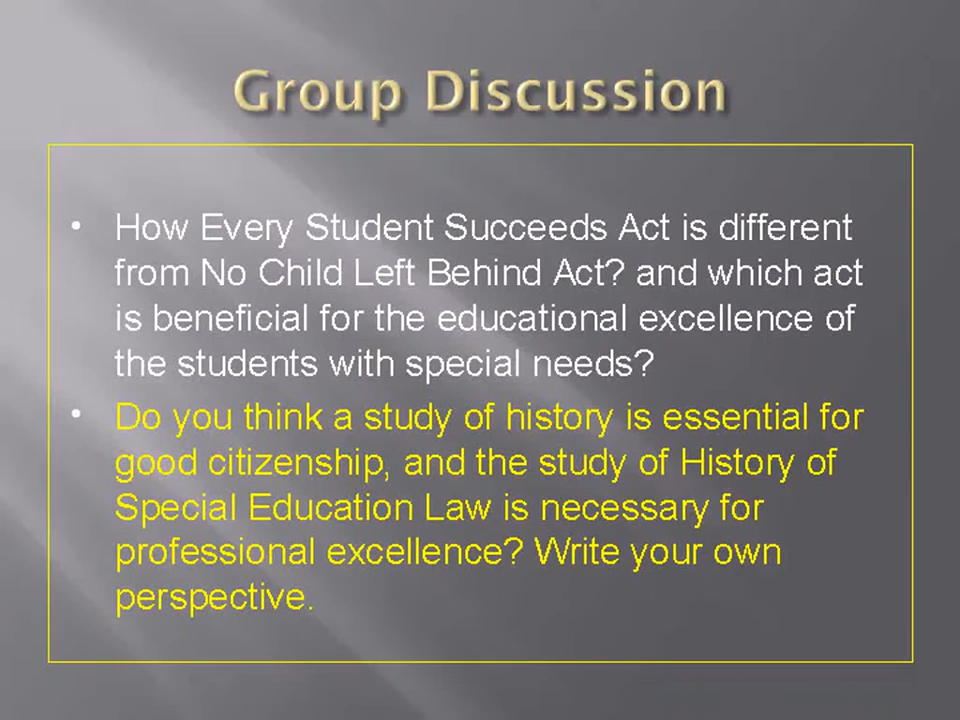 Group Discussion
• How Every Student Succeeds Act is different
from No Child Left Behind Act? and which act
is beneficial for the educational excellence of
the students with special needs?
• Do you think a study of history is essential for
good citizenship, and the study of History of
Special Education Law is necessary for
professional excellence? Write your own
perspective.